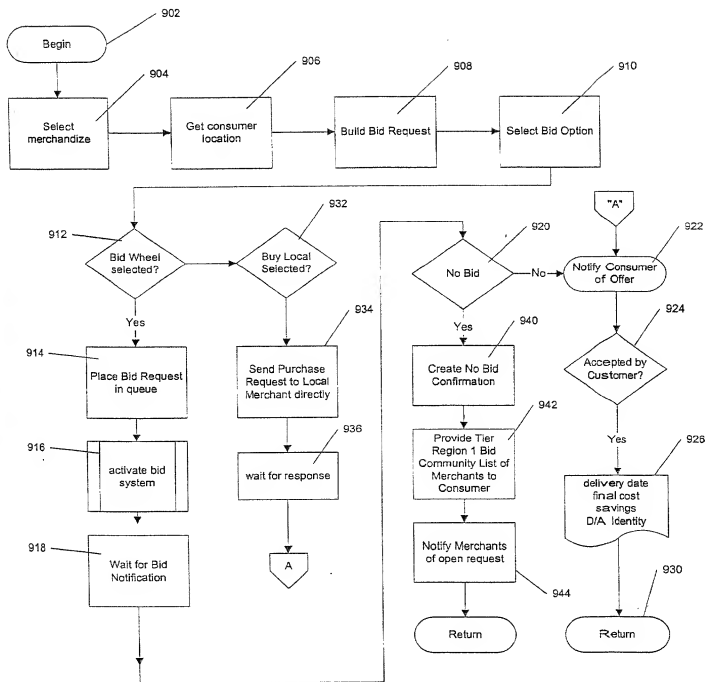 902
Begin
904
906
908
910
Select
merchandize
Get consumer
location
Build Bid Request
Select Bid Option
912
Bid Wheel
selected?
932
Buy Local
Selected?
Yes
914
Place Bid Request
in queue
916
activate bid
system
918
Wait for Bid
Notification
934
Send Purchase
Request to Local
Merchant directly
936
wait for response
A
920
No Bid
No
Yes
940
Create No Bid
Confirmation
942
Provide Tier
Region 1 Bid
Community List of
Merchants to
Consumer
Notify Merchants
of open request
944
Return
"A"
922
Notify Consumer
of Offer
924
Accepted by
Customer?
Yes
926
delivery date
final cost
savings
D/A Identity
930
Return